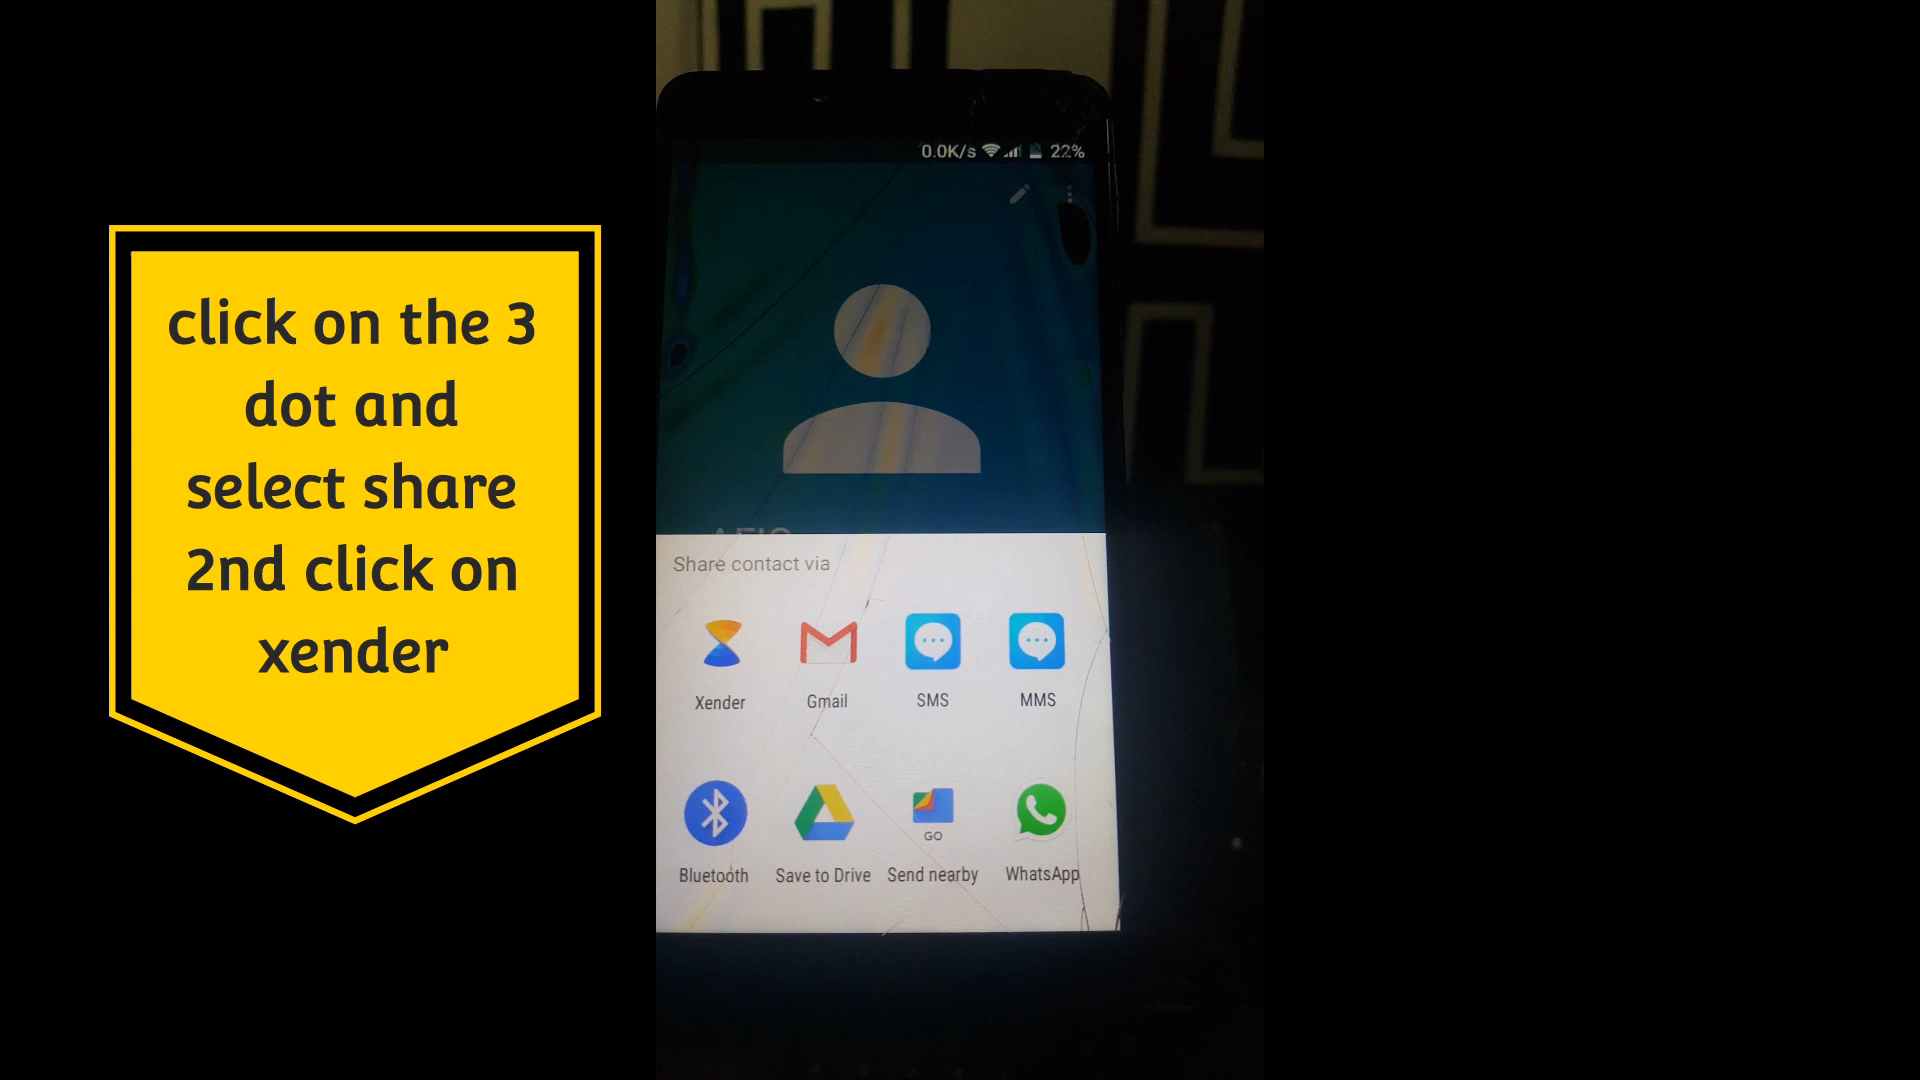 click on the 3
dot and
select share
2nd click on
xender
0.0K/s 22%
Share contact via
Xender
Gmail
SMS
MMS
GO
Bluetooth
Save to Drive
Send nearby
WhatsApp